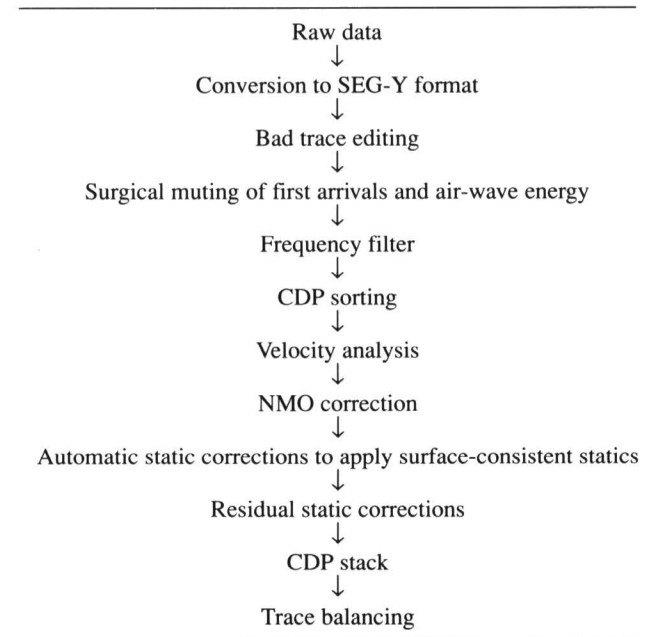 Raw data
↓
Conversion to SEG-Y format
↓
Bad trace editing
↓
Surgical muting of first arrivals and air-wave energy
↓
Frequency filter
↓
CDP sorting
↓
Velocity analysis
↓
NMO correction
↓
Automatic static corrections to apply surface-consistent statics
↓
Residual static corrections
↓
CDP stack
↓
Trace balancing